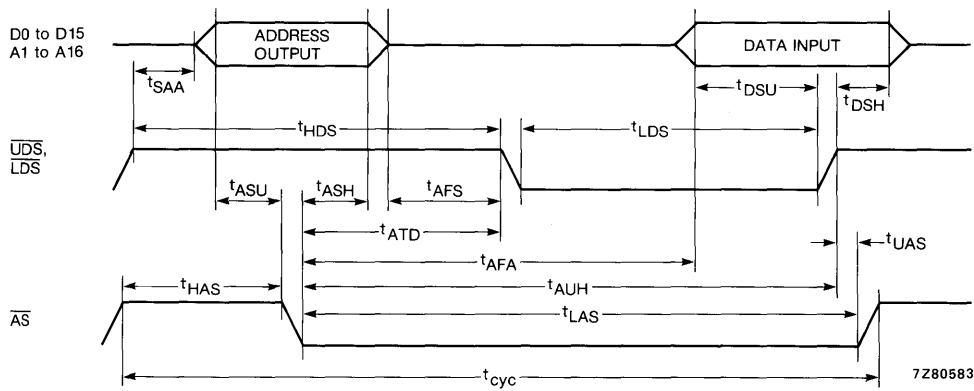 D0 to D15
A1 to A16
ADDRESS
OUTPUT
DATA INPUT
tSAA
tDSU
tDSH
tHDS
tLDS
UDS,
LDS
tASU
tASH
tAFS
tATD
tUAS
tAFA
tHAS
tAUH
tLAS
AS
tcyc
7Z80583